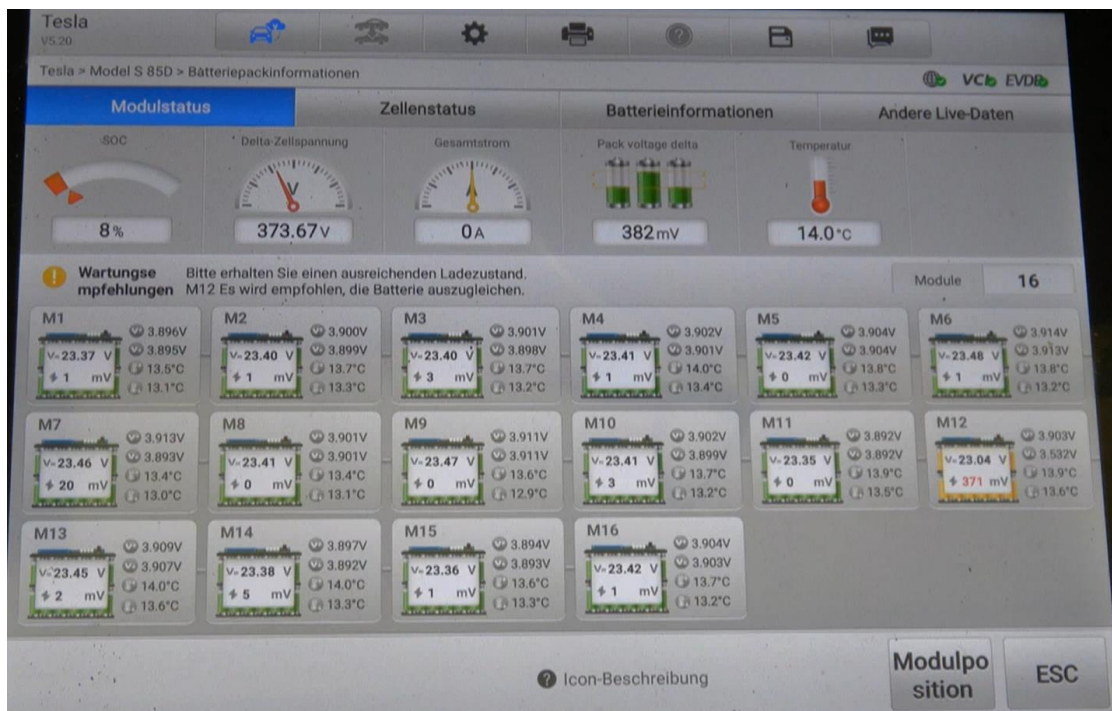 Tesla
V5.20
Tesla > Model S 85D > Batteriepackinformationen
VCI EVDB
Modulstatus
Zellenstatus
Batterieinformationen
Andere Live-Daten
SOC
Delta-Zellspannung
Gesamtstrom
Pack voltage delta
Temperatur
V
A
8%
373.67V
0A
382mV
14.0°C
Wartungse Bitte erhalten Sie einen ausreichenden Ladezustand.
mpfehlungen M12 Es wird empfohlen, die Batterie auszugleichen.
Module 16
M1
3.896V
V=23.37 V 3.895V
13.5°C
1 mV
13.1°C
M2
3.900V
V=23.40 V 3.899V
13.7°C
1 mV
13.3°C
M3
3.901V
V=23.40 V 3.898V
13.7°C
3 mV
13.2°C
M4
3.902V
V=23.41 V 3.901V
14.0°C
1 mV
13.4°C
M5
3.904V
V=23.42 V 3.904V
13.8°C
0 mV
13.3°C
M6
3.914V
V=23.48 V 3.913V
13.8°C
1 mV
13.2°C
M7
3.913V
V=23.46 V 3.893V
13.4°C
20 mV
13.0°C
M8
3.901V
V=23.41 V 3.901V
13.4°C
0 mV
13.1°C
M9
3.911V
V=23.47 V 3.911V
13.6°C
0 mV
12.9°C
M10
3.902V
V=23.41 V 3.899V
13.7°C
3 mV
13.2°C
M11
3.892V
V=23.35 V 3.892V
13.9°C
0 mV
13.5°C
M12
3.903V
V=23.04 V 3.532V
13.9°C
371 mV
13.6°C
M13
3.909V
V=23.45 V 3.907V
14.0°C
2 mV
13.6°C
M14
3.897V
V=23.38 V 3.892V
14.0°C
5 mV
13.3°C
M15
3.894V
V=23.36 V 3.893V
13.6°C
1 mV
13.3°C
M16
3.904V
V=23.42 V 3.903V
13.7°C
1 mV
13.2°C
? Icon-Beschreibung
Modulpo
sition
ESC